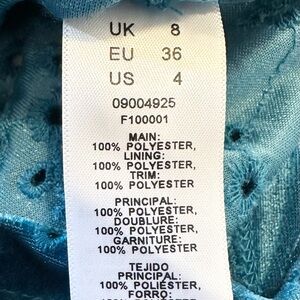 UK 8
EU 36
US 4
09004925
F100001
MAIN:
100% POLYESTER,
LINING:
100% POLYESTER,
TRIM:
100% POLYESTER
PRINCIPAL:
100% POLYESTER,
DOUBLURE:
100% POLYESTER,
GARNITURE:
100% POLYESTER
TEJIDO
PRINCIPAL:
100% POLIÉSTER,
FORRO: